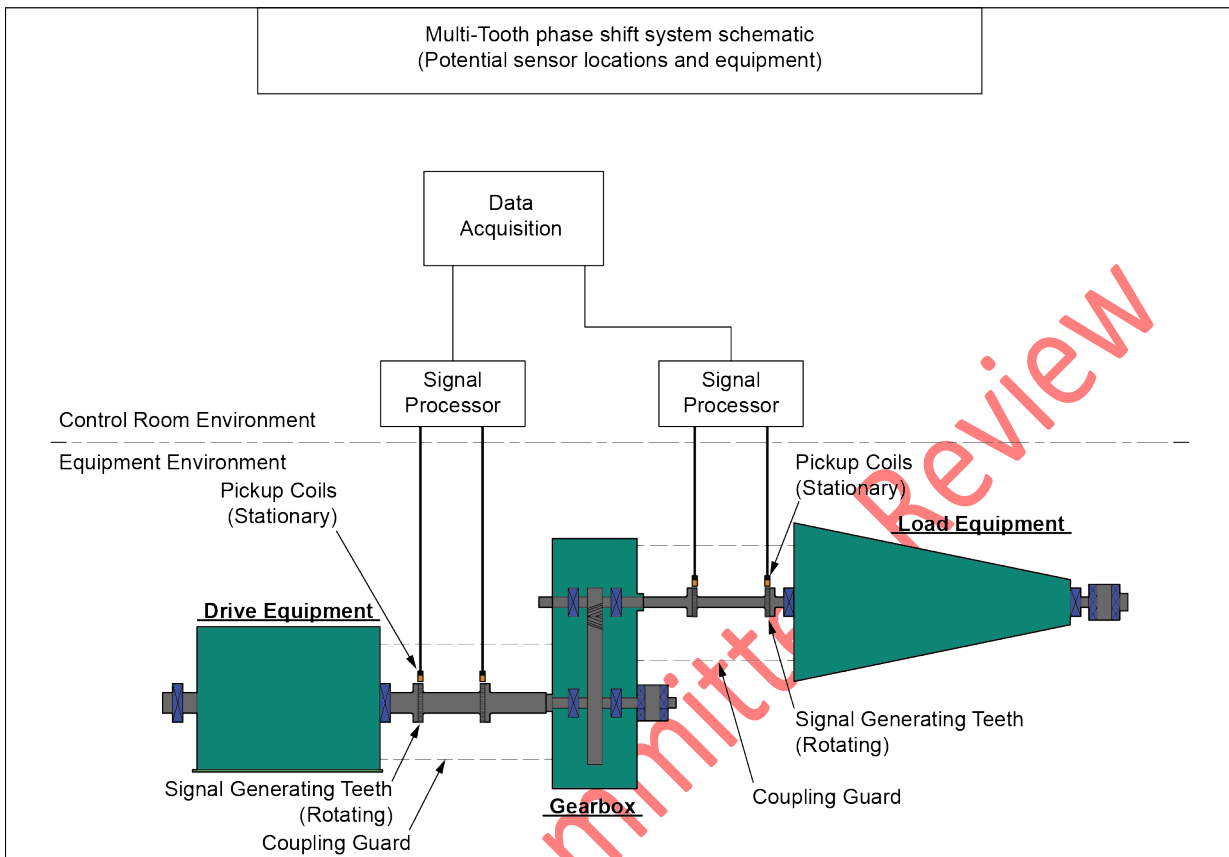 Multi-Tooth phase shift system schematic
(Potential sensor locations and equipment)
Data
Acquisition
Signal
Processor
Signal
Processor
Control Room Environment
Equipment Environment
Pickup Coils
(Stationary)
Pickup Coils
(Stationary)
Load Equipment
Drive Equipment
Signal Generating Teeth
(Rotating)
Signal Generating Teeth
(Rotating)
Coupling Guard
Gearbox
Coupling Guard
Review